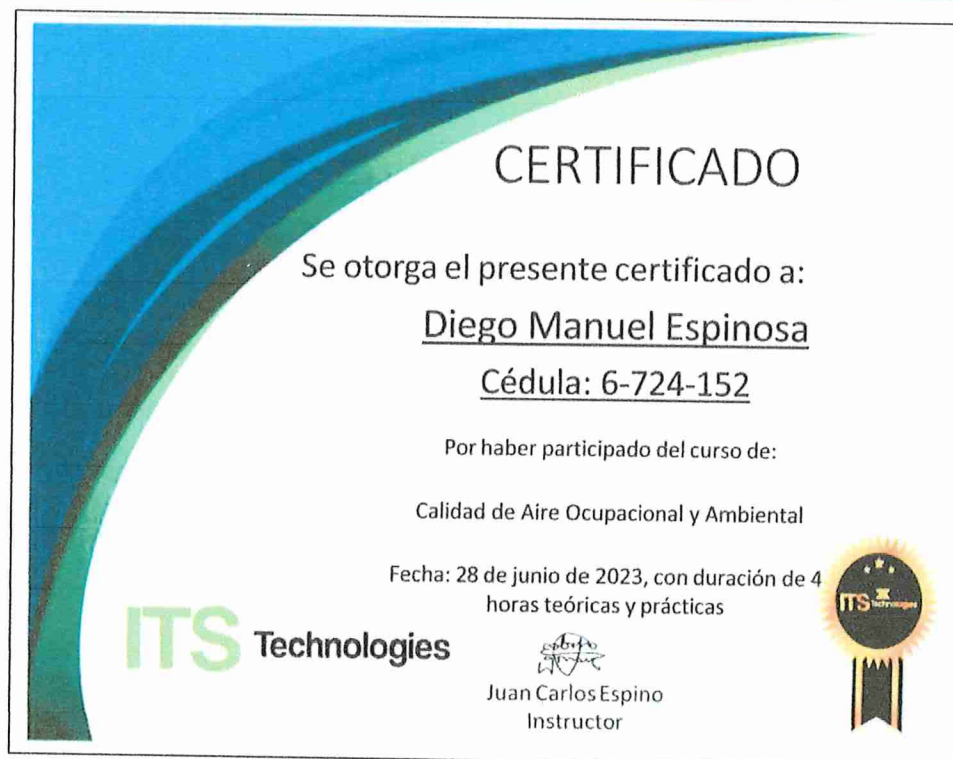 CERTIFICADO
Se otorga el presente certificado a:
Diego Manuel Espinosa
Cédula: 6-724-152
Por haber participado del curso de:
Calidad de Aire Ocupacional y Ambiental
Fecha: 28 de junio de 2023, con duración de 4
horas teóricas y prácticas
ITS Technologies
Juan Carlos Espino
Instructor
ITS Technologies